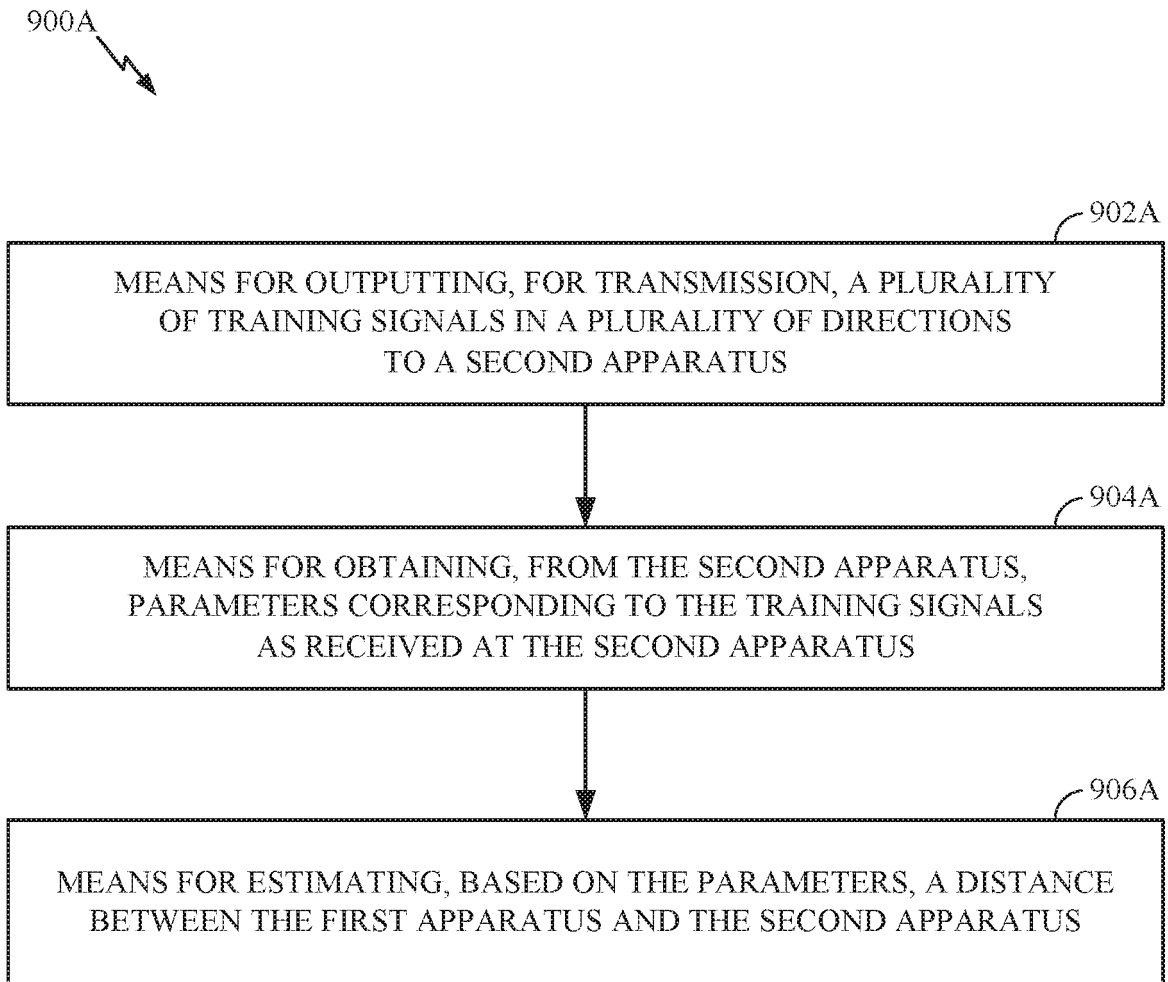 900A
902A
MEANS FOR OUTPUTTING, FOR TRANSMISSION, A PLURALITY
OF TRAINING SIGNALS IN A PLURALITY OF DIRECTIONS
TO A SECOND APPARATUS
904A
MEANS FOR OBTAINING, FROM THE SECOND APPARATUS,
PARAMETERS CORRESPONDING TO THE TRAINING SIGNALS
AS RECEIVED AT THE SECOND APPARATUS
906A
MEANS FOR ESTIMATING, BASED ON THE PARAMETERS, A DISTANCE
BETWEEN THE FIRST APPARATUS AND THE SECOND APPARATUS